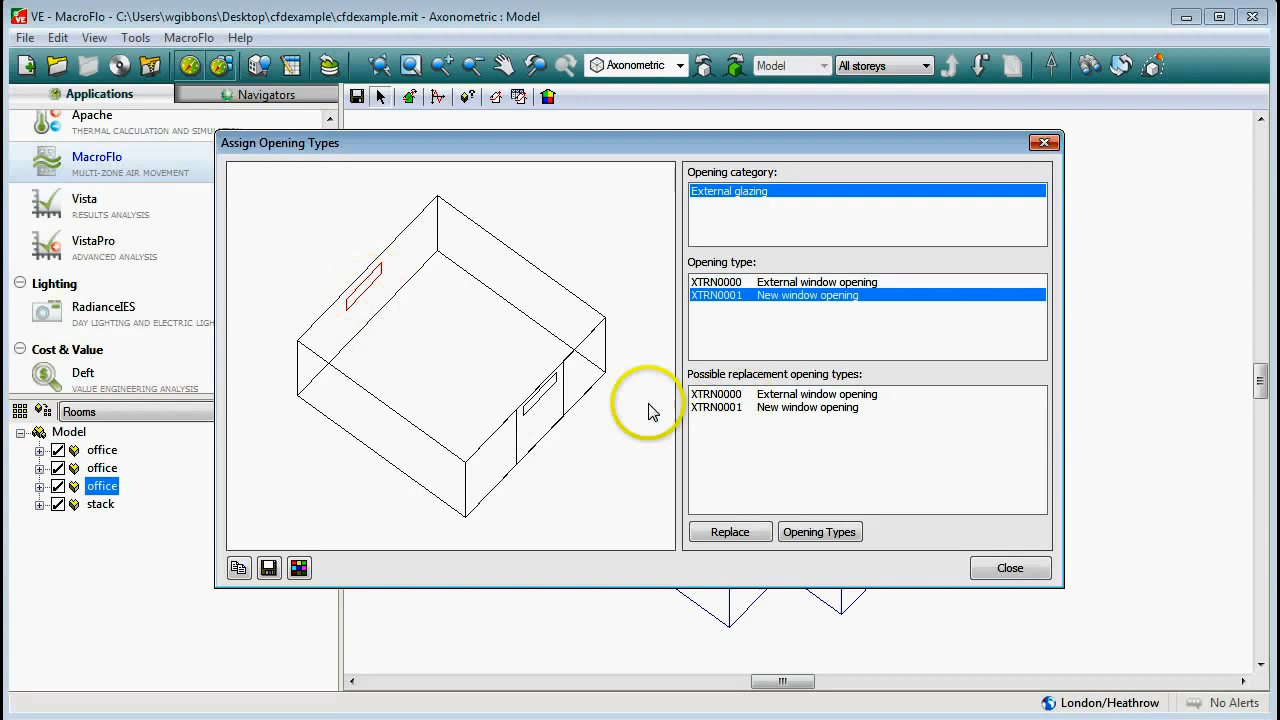 VE - MacroFlo - C:\Users\wgibbons\Desktop\cfdexample\cfdexample.mit - Axonometric : Model
File Edit View Tools MacroFlo Help
Axonometric Model All storeys
Applications Navigators
Apache
THERMAL CALCULATION AND SIMU
MacroFlo
MULTI-ZONE AIR MOVEMENT
Vista
RESULTS ANALYSIS
VistaPro
ADVANCED ANALYSIS
Lighting
RadianceIES
DAY LIGHTING AND ELECTRIC LIGH
Cost & Value
Deft
VALUE ENGINEERING ANALYSIS
Rooms
Model
office
office
office
stack
Assign Opening Types
Opening category:
External glazing
Opening type:
XTRN0000 External window opening
XTRN0001 New window opening
Possible replacement opening types:
XTRN0000 External window opening
XTRN0001 New window opening
Replace Opening Types
Close
London/Heathrow No Alerts